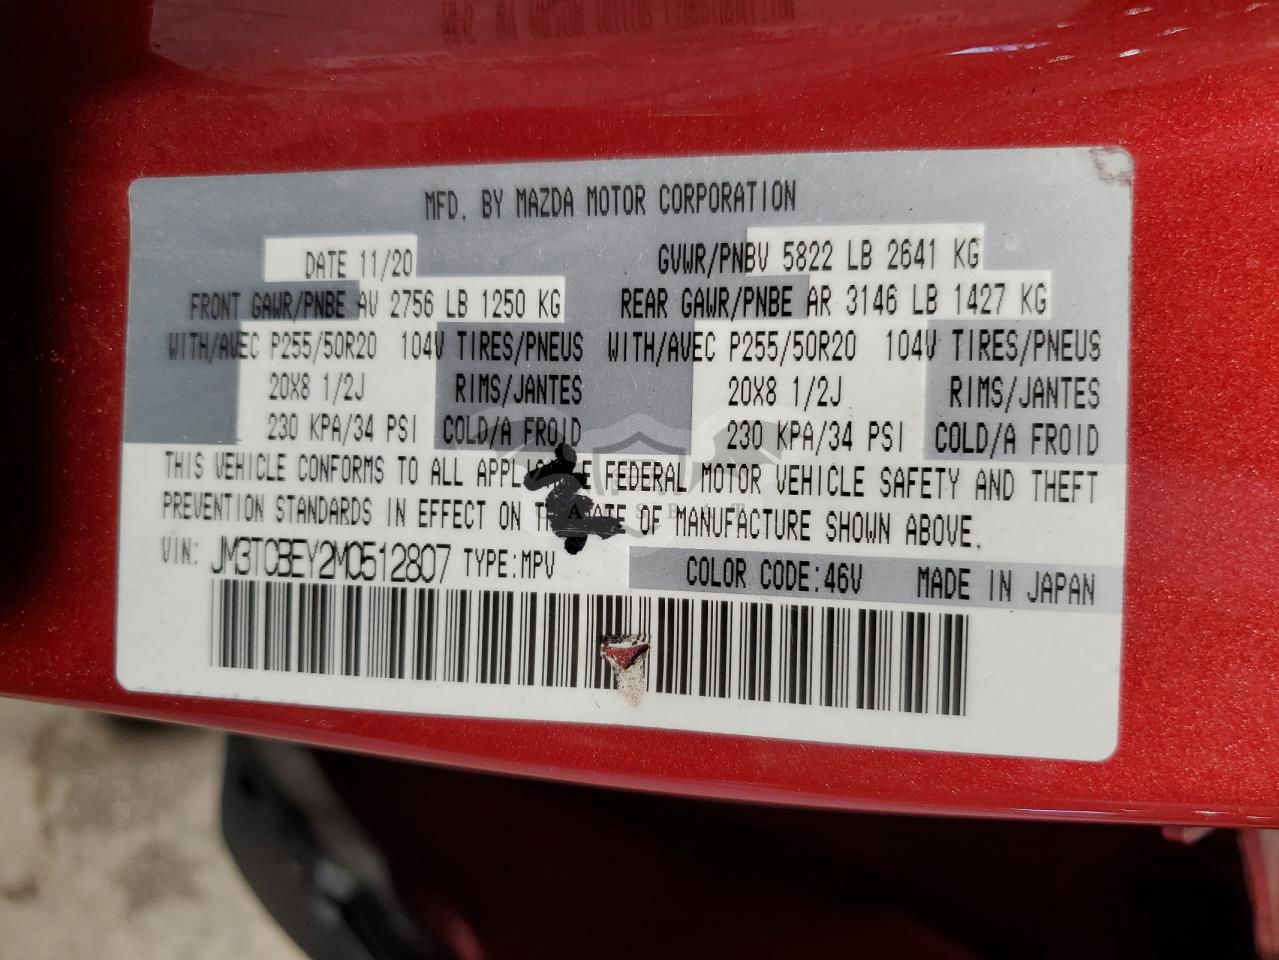 MFD. BY MAZDA MOTOR CORPORATION
DATE 11/20 GVWR/PNBV 5822 LB 2641 KG
FRONT GAWR/PNBE AV 2756 LB 1250 KG REAR GAWR/PNBE AR 3146 LB 1427 KG
WITH/AVEC P255/50R20 104V TIRES/PNEUS WITH/AVEC P255/50R20 104V TIRES/PNEUS
20X8 1/2J RIMS/JANTES 20X8 1/2J RIMS/JANTES
230 KPA/34 PSI COLD/A FROID 230 KPA/34 PSI COLD/A FROID
THIS VEHICLE CONFORMS TO ALL FEDERAL MOTOR VEHICLE SAFETY AND THEFT
PREVENTION STANDARDS IN EFFECT ON OF MANUFACTURE SHOWN ABOVE.
VIN: JM3TCBEY2M0512807 TYPE:MPV COLOR CODE:46V MADE IN JAPAN